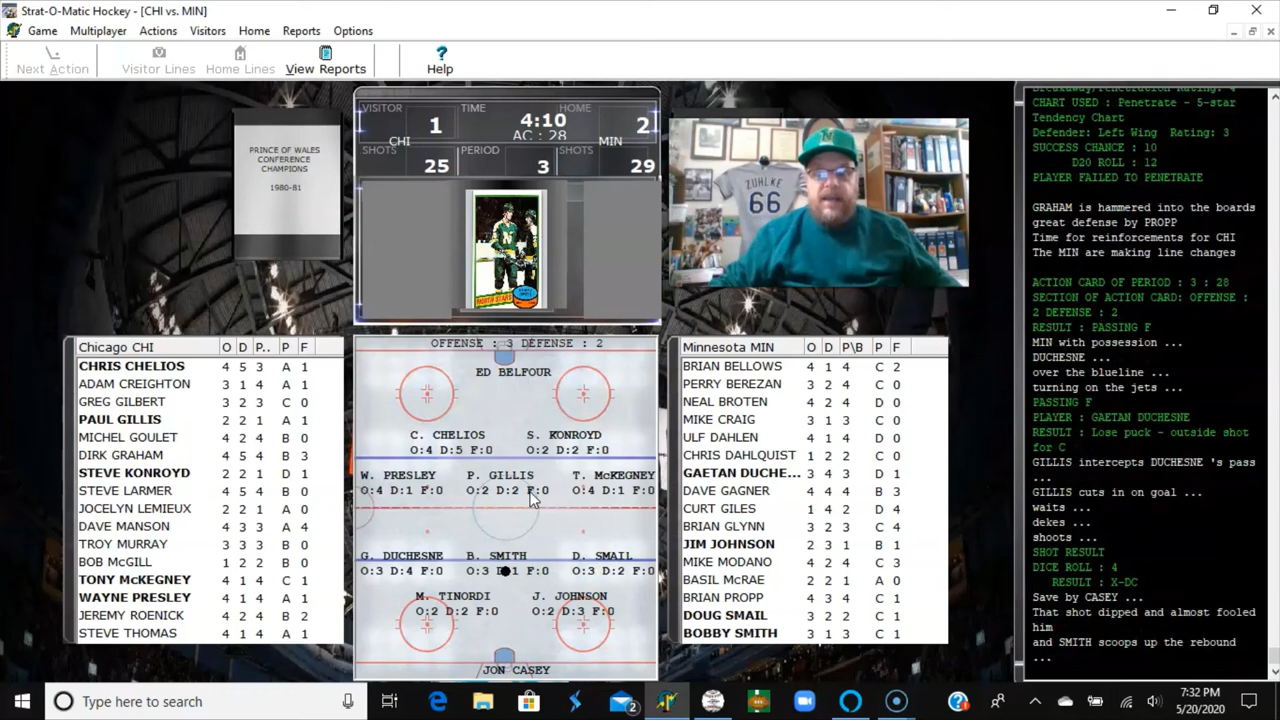 Strat-O-Matic Hockey - [CHI vs. MIN]
Game Multiplayer Actions Visitors Home Reports Options
Next Action Visitor Lines Home Lines View Reports Help
PRINCE OF WALES
CONFERENCE
CHAMPIONS
1980-81
VISITOR TIME HOME
CHI 1 4:10 MIN 2
AC : 28
SHOTS PERIOD SHOTS
25 3 29
NORTH STARS
ZUHLKE
66
N
Chicago CHI O D P.. P F
CHRIS CHELIOS 4 5 3 A 1
ADAM CREIGHTON 3 1 4 A 1
GREG GILBERT 3 2 3 C 0
PAUL GILLIS 2 2 1 A 1
MICHEL GOULET 4 2 4 B 0
DIRK GRAHAM 4 5 4 B 3
STEVE KONROYD 2 2 1 D 1
STEVE LARMER 4 5 4 B 0
JOCELYN LEMIEUX 2 2 1 A 0
DAVE MANSON 4 3 3 A 4
TROY MURRAY 3 3 3 B 0
BOB McGILL 1 2 2 B 0
TONY McKEGNEY 4 1 4 C 1
WAYNE PRESLEY 4 1 4 A 1
JEREMY ROENICK 4 2 4 B 2
STEVE THOMAS 4 1 4 A 1
OFFENSE : 3 DEFENSE : 2
ED BELFOUR
C. CHELIOS S. KONROYD
O:4 D:5 F:0 O:2 D:2 F:0
W. PRESLEY P. GILLIS T. McKEGNEY
O:4 D:1 F:0 O:2 D:2 F:0 O:4 D:1 F:0
G. DUCHESNE B. SMITH D. SMAIL
O:3 D:4 F:0 O:3 D:1 F:0 O:3 D:2 F:0
M. TINORDI J. JOHNSON
O:2 D:2 F:0 O:2 D:3 F:0
JON CASEY
Minnesota MIN O D P\B P F
BRIAN BELLOWS 4 1 4 C 2
PERRY BEREZAN 3 2 4 C 0
NEAL BROTEN 4 2 4 D 0
MIKE CRAIG 3 2 3 C 0
ULF DAHLEN 4 1 4 D 0
CHRIS DAHLQUIST 1 2 2 C 0
GAETAN DUCHE... 3 4 3 D 1
DAVE GAGNER 4 4 4 B 3
CURT GILES 1 4 2 D 4
BRIAN GLYNN 3 2 3 C 4
JIM JOHNSON 2 3 1 B 1
MIKE MODANO 4 2 4 C 3
BASIL McRAE 2 2 1 A 0
BRIAN PROPP 4 3 4 C 1
DOUG SMAIL 3 2 2 C 1
BOBBY SMITH 3 1 3 C 1
Breakaway/Penetration Rating: 4
CHART USED : Penetrate - 5-star
Tendency Chart
Defender: Left Wing Rating: 3
SUCCESS CHANCE : 10
D20 ROLL : 12
PLAYER FAILED TO PENETRATE
GRAHAM is hammered into the boards
great defense by PROPP
Time for reinforcements for CHI
The MIN are making line changes
ACTION CARD OF PERIOD : 3 : 28
SECTION OF ACTION CARD: OFFENSE :
2 DEFENSE : 2
RESULT : PASSING F
MIN with possession ...
DUCHESNE ...
over the blueline ...
turning on the jets ...
PASSING F
PLAYER : GAETAN DUCHESNE
RESULT : Lose puck - outside shot
for C
GILLIS intercepts DUCHESNE 's pass
...
GILLIS cuts in on goal ...
waits ...
dekes ...
shoots ...
SHOT RESULT
DICE ROLL : 4
RESULT : X-DC
Save by CASEY ...
That shot dipped and almost fooled
him
and SMITH scoops up the rebound
...
Type here to search
2
7:32 PM
5/20/2020